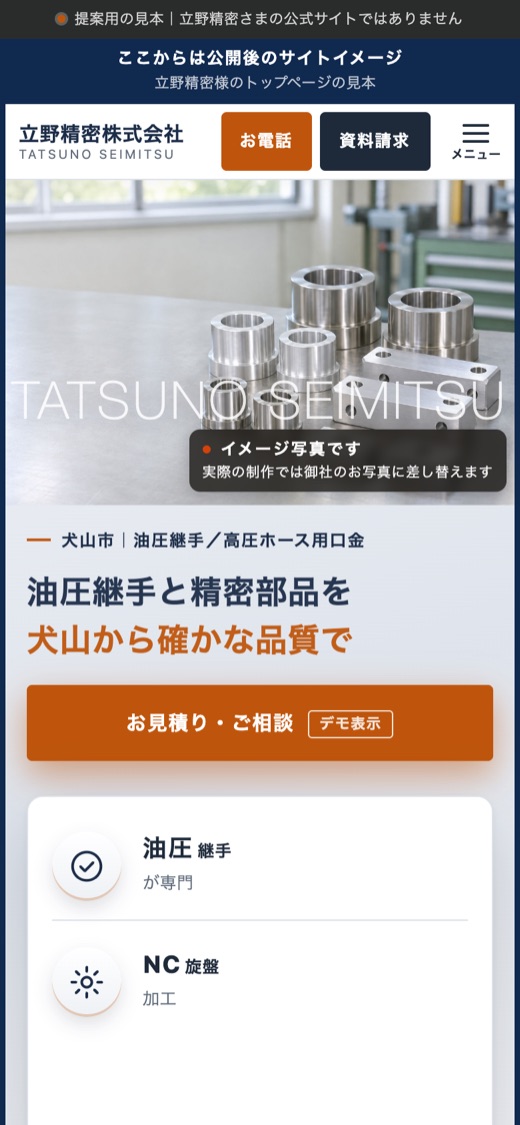 提案用の見本｜立野精密さまの公式サイトではありません
ここからは公開後のサイトイメージ
立野精密様のトップページの見本
立野精密株式会社
TATSUNO SEIMITSU
お電話
資料請求
メニュー
TATSUNO SEIMITSU
イメージ写真です
実際の制作では御社のお写真に差し替えます
犬山市｜油圧継手／高圧ホース用口金
油圧継手と精密部品を
犬山から確かな品質で
お見積り・ご相談 デモ表示
油圧 継手
が専門
NC 旋盤
加工